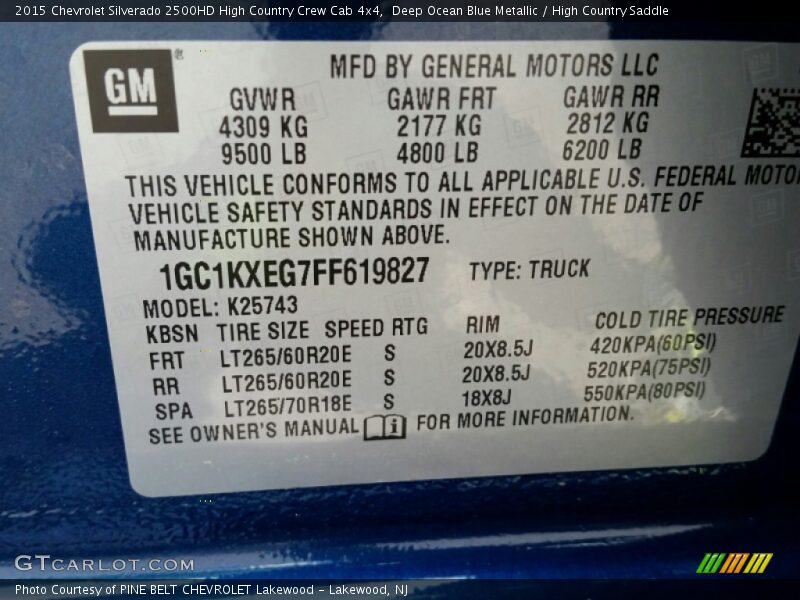 2015 Chevrolet Silverado 2500HD High Country Crew Cab 4x4, Deep Ocean Blue Metallic / High Country Saddle
GM ®
MFD BY GENERAL MOTORS LLC
GVWR GAWR FRT GAWR RR
4309 KG 2177 KG 2812 KG
9500 LB 4800 LB 6200 LB
THIS VEHICLE CONFORMS TO ALL APPLICABLE U.S. FEDERAL MOTO
VEHICLE SAFETY STANDARDS IN EFFECT ON THE DATE OF
MANUFACTURE SHOWN ABOVE.
1GC1KXEG7FF619827 TYPE: TRUCK
MODEL: K25743
KBSN TIRE SIZE SPEED RTG RIM COLD TIRE PRESSURE
FRT LT265/60R20E S 20X8.5J 420KPA(60PSI)
RR LT265/60R20E S 20X8.5J 520KPA(75PSI)
SPA LT265/70R18E S 18X8J 550KPA(80PSI)
SEE OWNER'S MANUAL i FOR MORE INFORMATION.
GTCARLOT.COM
Photo Courtesy of PINE BELT CHEVROLET Lakewood - Lakewood, NJ